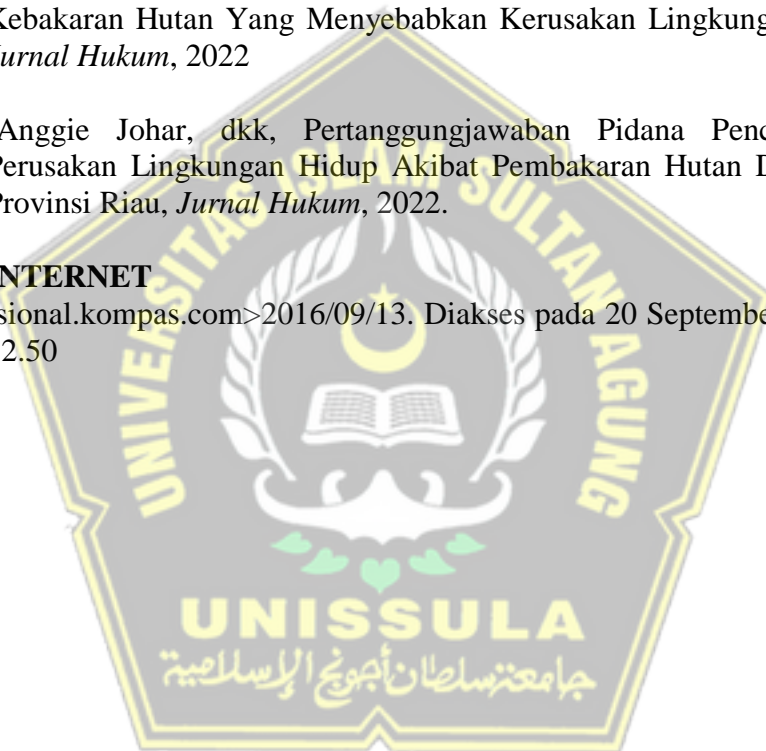 Kebakaran Hutan Yang Menyebabkan Kerusakan Lingkung
Jurnal Hukum, 2022
Anggie Johar, dkk, Pertanggungjawaban Pidana Penc
Perusakan Lingkungan Hidup Akibat Pembakaran Hutan D
Provinsi Riau, Jurnal Hukum, 2022.
INTERNET
sional.kompas.com>2016/09/13. Diakses pada 20 Septembe
2.50
UNIVERSITAS ISLAM SULTAN AGUNG
UNISSULA
جامعة سلطان أجونج الإسلامية